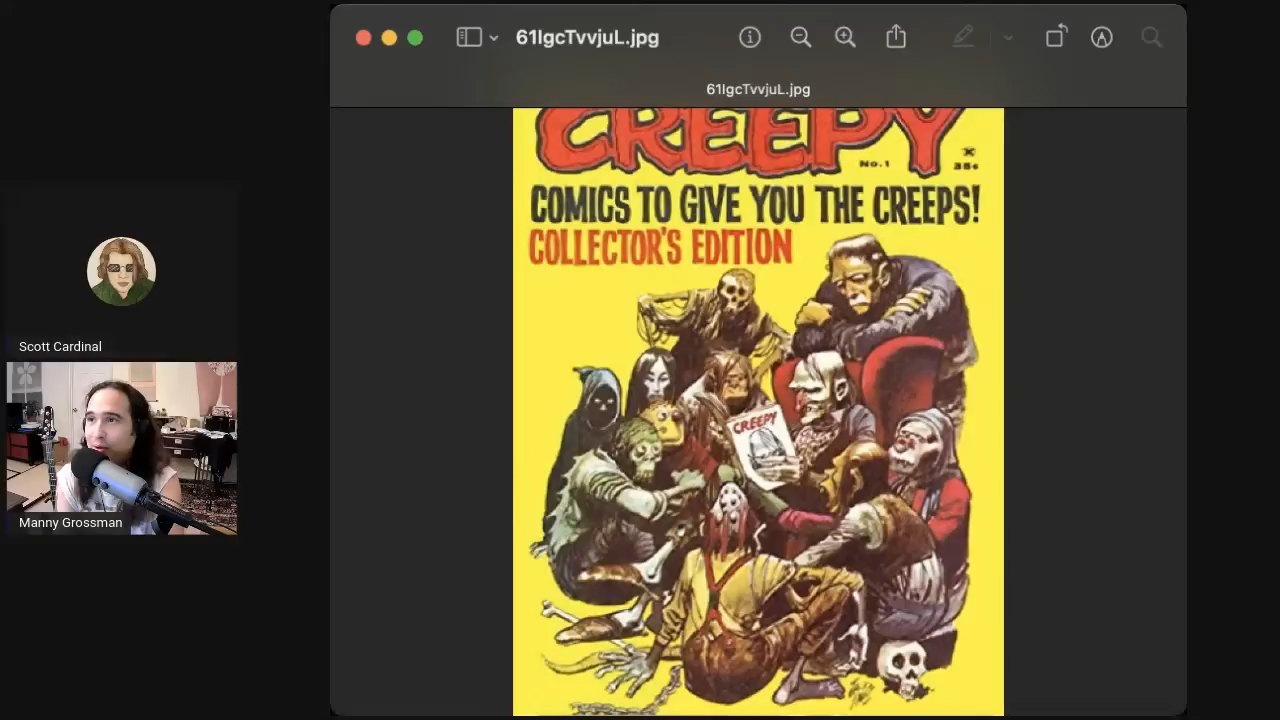 61lgcTvvjuL.jpg
61lgcTvvjuL.jpg
CREEPY
No.1
35¢
COMICS TO GIVE YOU THE CREEPS!
COLLECTOR'S EDITION
CREEPY
Scott Cardinal
Manny Grossman